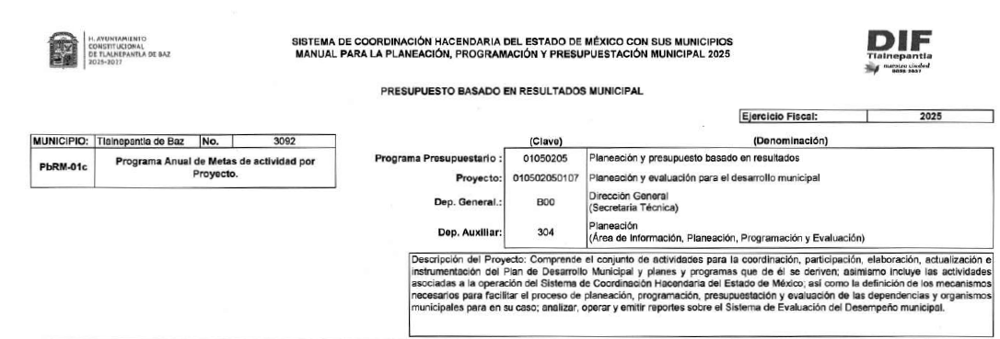 H. AYUNTAMIENTO
CONSTITUCIONAL
DE TLALNEPANTLA DE BAZ
2025-2027
SISTEMA DE COORDINACIÓN HACENDARIA DEL ESTADO DE MÉXICO CON SUS MUNICIPIOS
MANUAL PARA LA PLANEACIÓN, PROGRAMACIÓN Y PRESUPUESTACIÓN MUNICIPAL 2025
DIF
Tlalnepantla
nuestra ciudad
2025-2027
PRESUPUESTO BASADO EN RESULTADOS MUNICIPAL
Ejercicio Fiscal: 2025
MUNICIPIO: Tlalnepantla de Baz No. 3092
PbRM-01c Programa Anual de Metas de actividad por
Proyecto.
(Clave) (Denominación)
Programa Presupuestario : 01050205 Planeación y presupuesto basado en resultados
Proyecto: 010502050107 Planeación y evaluación para el desarrollo municipal
Dep. General.: B00 Dirección General
(Secretaria Técnica)
Dep. Auxiliar: 304 Planeación
(Área de Información, Planeación, Programación y Evaluación)
Descripción del Proyecto: Comprende el conjunto de actividades para la coordinación, participación, elaboración, actualización e
instrumentación del Plan de Desarrollo Municipal y planes y programas que de él se deriven; asimismo incluye las actividades
asociadas a la operación del Sistema de Coordinación Hacendaria del Estado de México; así como la definición de los mecanismos
necesarios para facilitar el proceso de planeación, programación, presupuestación y evaluación de las dependencias y organismos
municipales para en su caso; analizar, operar y emitir reportes sobre el Sistema de Evaluación del Desempeño municipal.